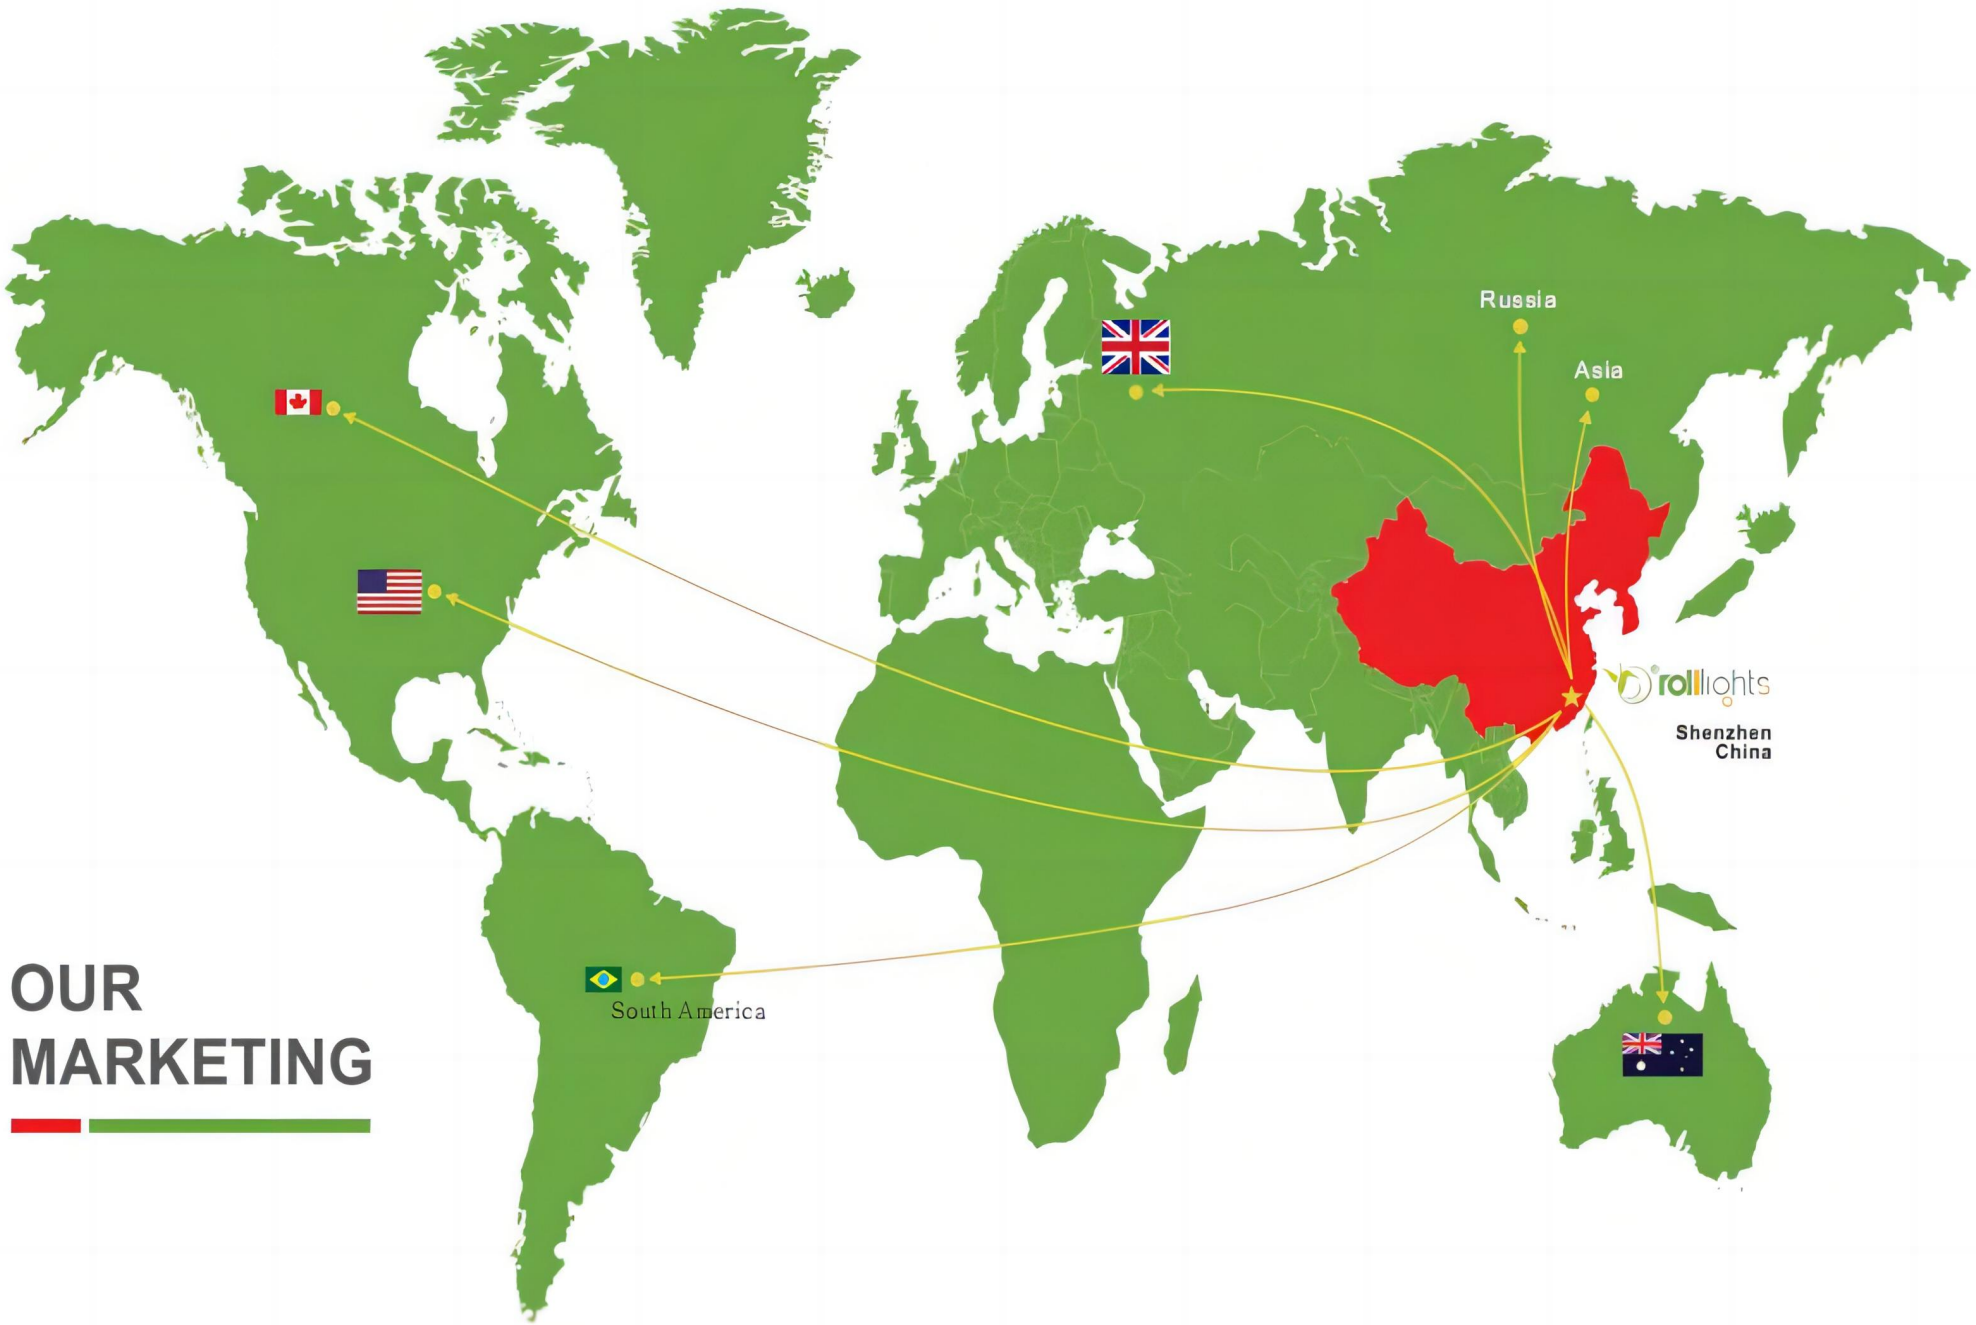 Russia
Asia
rolllights
Shenzhen
China
South America
OUR
MARKETING